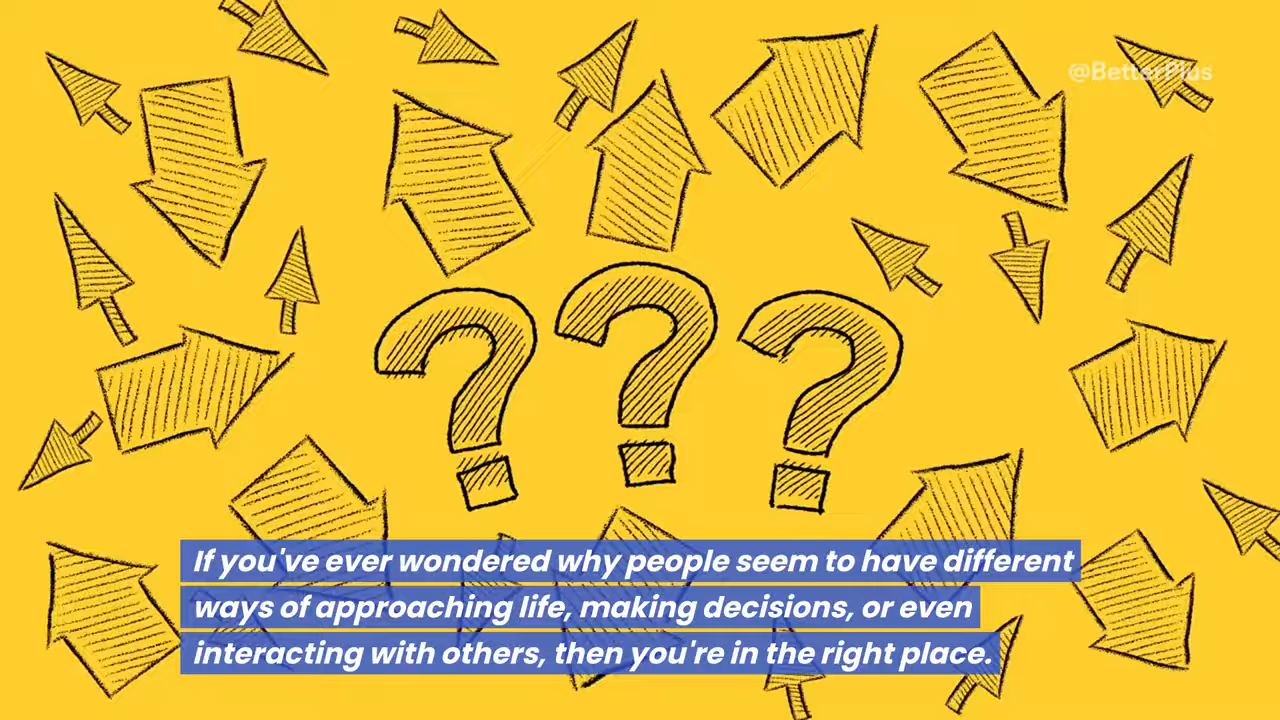 @BetterPlus
???
If you've ever wondered why people seem to have different
ways of approaching life, making decisions, or even
interacting with others, then you're in the right place.